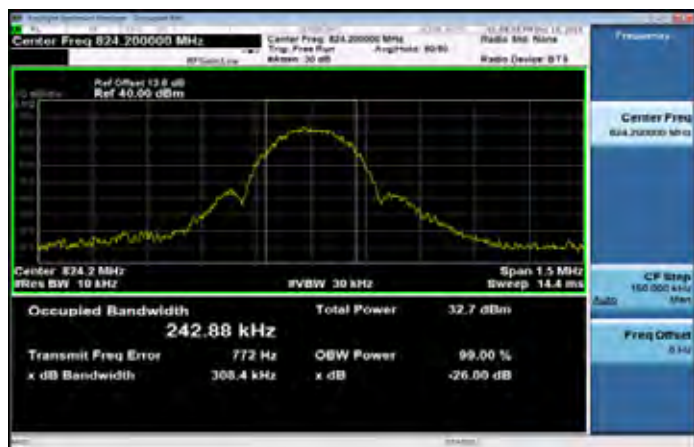 Center Freq 824.200000 MHz
Center Freq: 824.200000 MHz
Radio Std: None
Trig: Free Run
Avg|Hold: 80/80
#IFGain:Low
#Atten: 30 dB
Radio Device: BTS
Ref Offset 13.8 dB
Ref 40.00 dBm
Center 824.2 MHz
Span 1.5 MHz
#Res BW 10 kHz
#VBW 30 kHz
Sweep 14.4 ms
Occupied Bandwidth
Total Power
32.7 dBm
242.88 kHz
Transmit Freq Error
772 Hz
OBW Power
99.00 %
x dB Bandwidth
308.4 kHz
x dB
-26.00 dB
Frequency
Center Freq
824.200000 MHz
CF Step
150.000 kHz
Auto
Man
Freq Offset
0 Hz